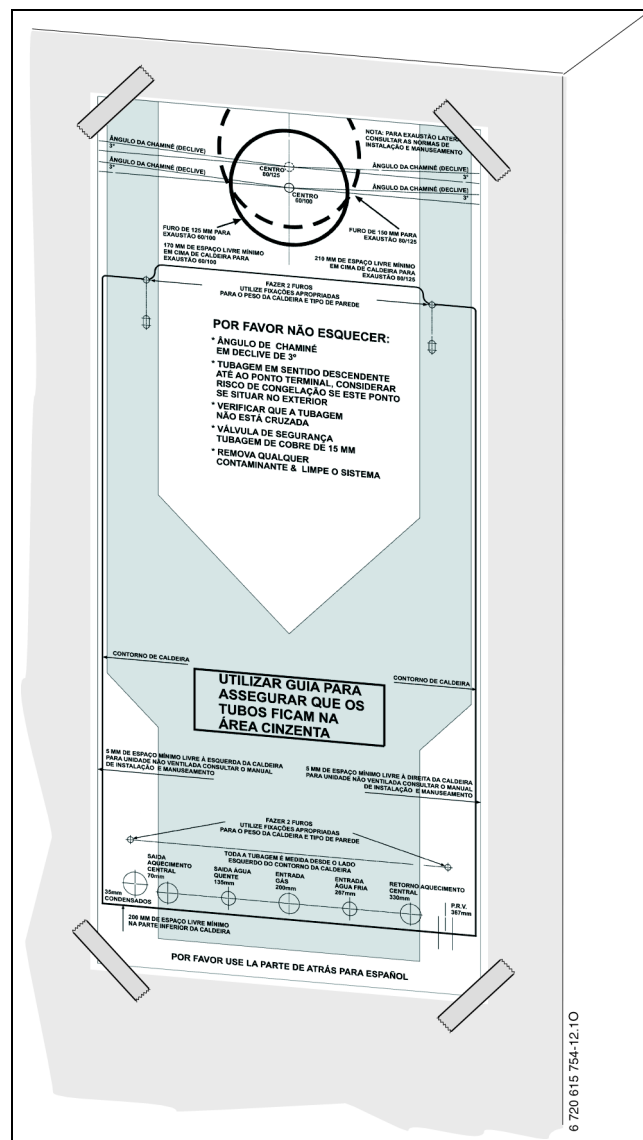 NOTA: PARA EXAUSTÃO LATERAL
CONSULTAR AS NORMAS DE
INSTALAÇÃO E MANUSEAMENTO
ÂNGULO DA CHAMINÉ (DECLIVE)
3°
ÂNGULO DA CHAMINÉ (DECLIVE)
3°
CENTRO
80/125
ÂNGULO DA CHAMINÉ (DECLIVE)
3°
ÂNGULO DA CHAMINÉ (DECLIVE)
3°
CENTRO
60/100
FURO DE 125 MM PARA
EXAUSTÃO 60/100
FURO DE 150 MM PARA
EXAUSTÃO 80/125
170 MM DE ESPAÇO LIVRE MÍNIMO
EM CIMA DE CALDEIRA PARA
EXAUSTÃO 60/100
210 MM DE ESPAÇO LIVRE MÍNIMO
EM CIMA DE CALDEIRA PARA
EXAUSTÃO 80/125
FAZER 2 FUROS
UTILIZE FIXAÇÕES APROPRIADAS
PARA O PESO DA CALDEIRA E TIPO DE PAREDE
POR FAVOR NÃO ESQUECER:
* ÂNGULO DE CHAMINÉ
EM DECLIVE DE 3º
* TUBAGEM EM SENTIDO DESCENDENTE
ATÉ AO PONTO TERMINAL, CONSIDERAR
RISCO DE CONGELAÇÃO SE ESTE PONTO
SE SITUAR NO EXTERIOR
* VERIFICAR QUE A TUBAGEM
NÃO ESTÁ CRUZADA
* VÁLVULA DE SEGURANÇA
TUBAGEM DE COBRE DE 15 MM
* REMOVA QUALQUER
CONTAMINANTE & LIMPE O SISTEMA
CONTORNO DE CALDEIRA
CONTORNO DE CALDEIRA
UTILIZAR GUIA PARA
ASSEGURAR QUE OS
TUBOS FICAM NA
ÁREA CINZENTA
5 MM DE ESPAÇO MÍNIMO LIVRE À ESQUERDA DA CALDEIRA
PARA UNIDADE NÃO VENTILADA CONSULTAR O MANUAL
DE INSTALAÇÃO E MANUSEAMENTO
5 MM DE ESPAÇO MÍNIMO LIVRE À DIREITA DA CALDEIRA
PARA UNIDADE NÃO VENTILADA CONSULTAR O MANUAL
DE INSTALAÇÃO E MANUSEAMENTO
FAZER 2 FUROS
UTILIZE FIXAÇÕES APROPRIADAS
PARA O PESO DA CALDEIRA E TIPO DE PAREDE
TODA A TUBAGEM É MEDIDA DESDE O LADO
ESQUERDO DO CONTORNO DA CALDEIRA
35mm
CONDENSADOS
SAIDA
AQUECIMENTO
CENTRAL
70mm
SAIDA ÁGUA
QUENTE
135mm
ENTRADA
GÁS
200mm
ENTRADA
ÁGUA FRIA
267mm
RETORNO AQUECIMENTO
CENTRAL
330mm
P.R.V.
367mm
200 MM DE ESPAÇO LIVRE MÍNIMO
NA PARTE INFERIOR DA CALDEIRA
POR FAVOR USE LA PARTE DE ATRÁS PARA ESPAÑOL
6 720 615 754-12.1O